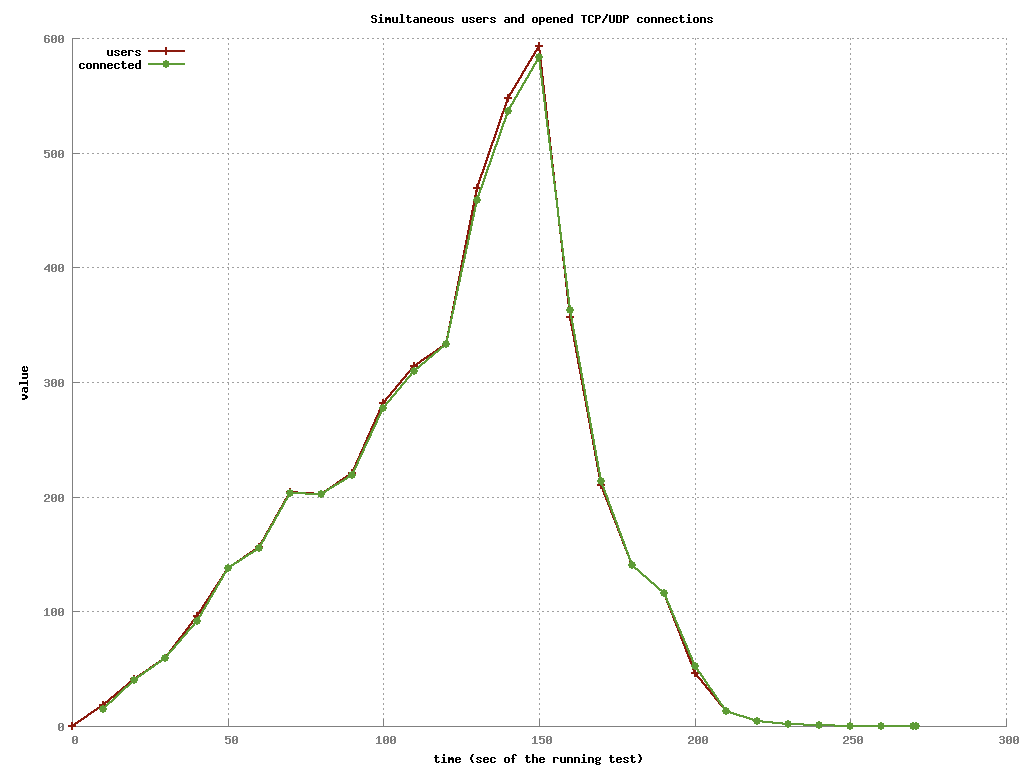 Simultaneous users and opened TCP/UDP connections
users
connected
600
500
400
300
200
100
0
value
0 50 100 150 200 250 300
time (sec of the running test)